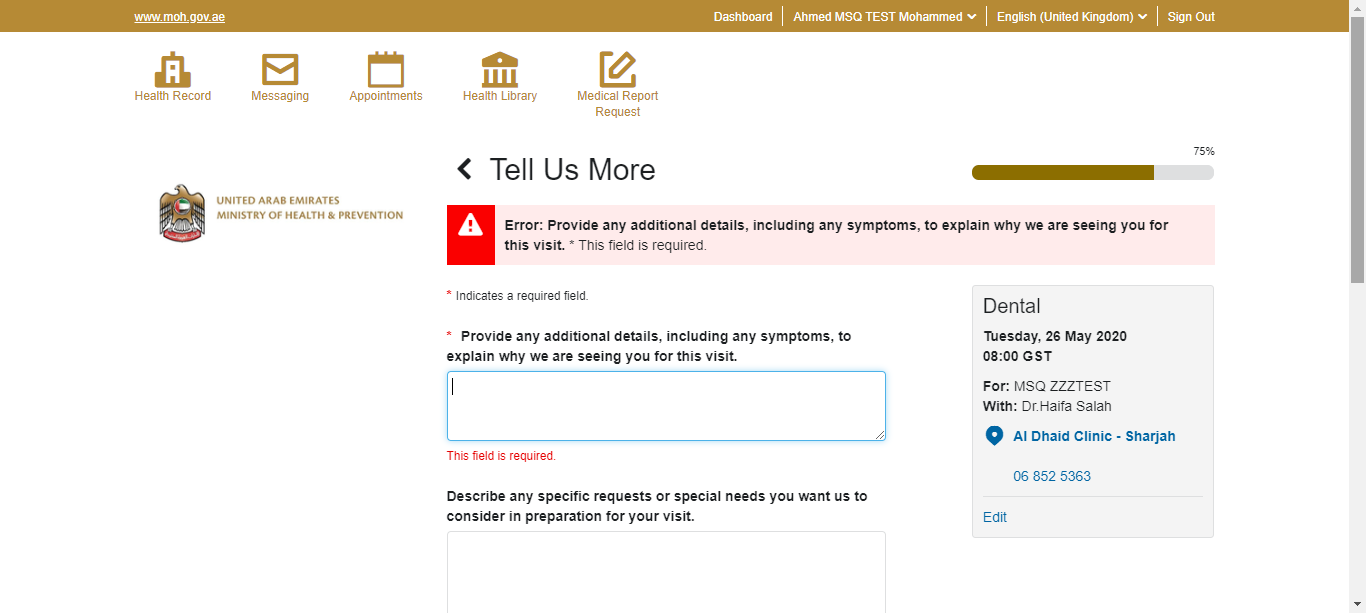 www.moh.gov.ae
Dashboard
Ahmed MSQ TEST Mohammed
English (United Kingdom)
Sign Out
Health Record
Messaging
Appointments
Health Library
Medical Report
Request
UNITED ARAB EMIRATES
MINISTRY OF HEALTH & PREVENTION
Tell Us More
75%
Error: Provide any additional details, including any symptoms, to explain why we are seeing you for
this visit. * This field is required.
* Indicates a required field.
* Provide any additional details, including any symptoms, to
explain why we are seeing you for this visit.
This field is required.
Describe any specific requests or special needs you want us to
consider in preparation for your visit.
Dental
Tuesday, 26 May 2020
08:00 GST
For: MSQ ZZZTEST
With: Dr.Haifa Salah
Al Dhaid Clinic - Sharjah
06 852 5363
Edit